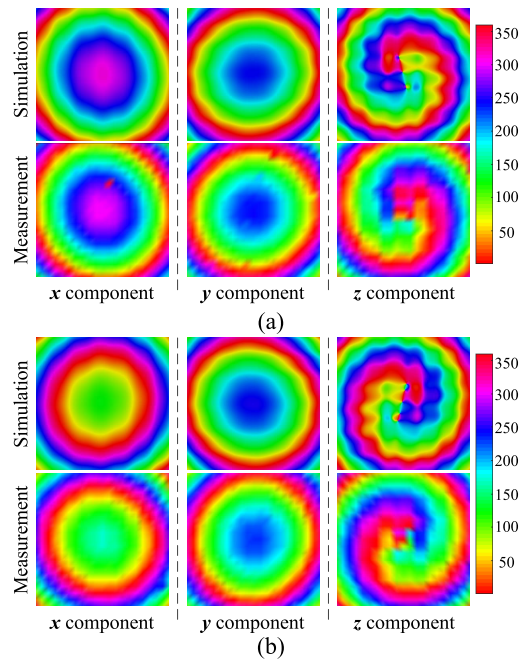 Simulation
Measurement
350
300
250
200
150
100
50
x component
y component
z component
(a)
Simulation
Measurement
350
300
250
200
150
100
50
x component
y component
z component
(b)